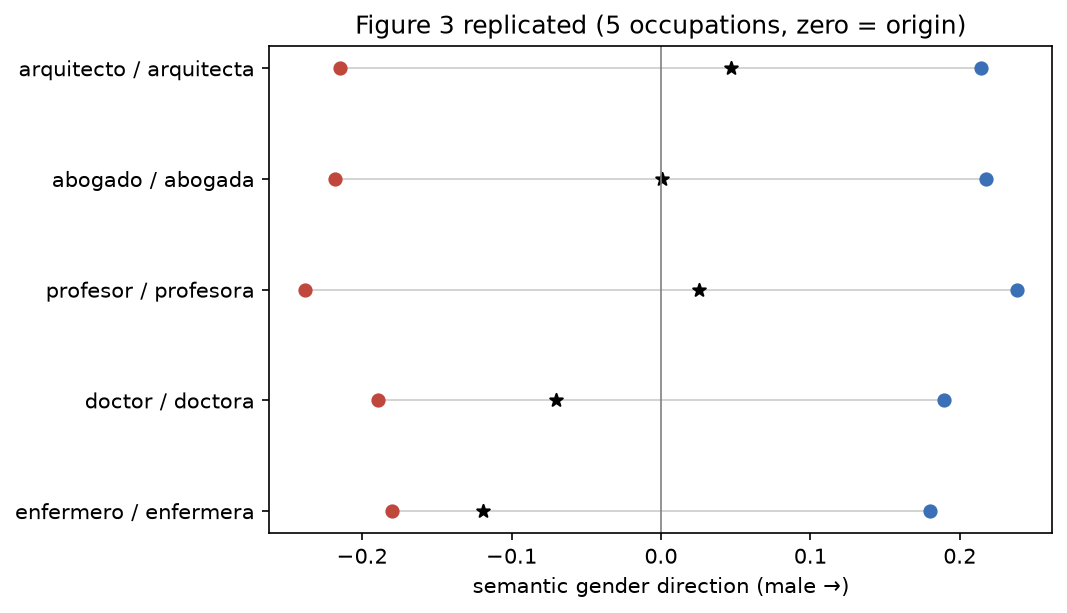 Figure 3 replicated (5 occupations, zero = origin)
arquitecto / arquitecta
abogado / abogada
profesor / profesora
doctor / doctora
enfermero / enfermera
−0.2 −0.1 0.0 0.1 0.2
semantic gender direction (male →)